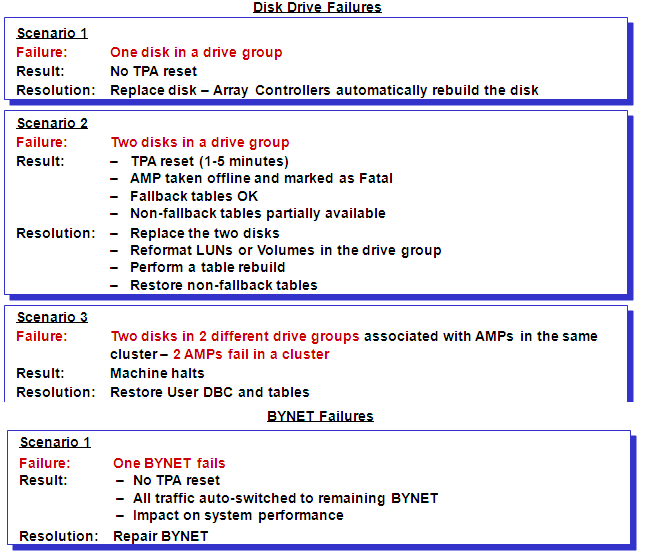 Disk Drive Failures
Scenario 1
Failure: One disk in a drive group
Result: No TPA reset
Resolution: Replace disk – Array Controllers automatically rebuild the disk
Scenario 2
Failure: Two disks in a drive group
Result: – TPA reset (1-5 minutes)
– AMP taken offline and marked as Fatal
– Fallback tables OK
– Non-fallback tables partially available
Resolution: – Replace the two disks
– Reformat LUNs or Volumes in the drive group
– Perform a table rebuild
– Restore non-fallback tables
Scenario 3
Failure: Two disks in 2 different drive groups associated with AMPs in the same
cluster – 2 AMPs fail in a cluster
Result: Machine halts
Resolution: Restore User DBC and tables
BYNET Failures
Scenario 1
Failure: One BYNET fails
Result: – No TPA reset
– All traffic auto-switched to remaining BYNET
– Impact on system performance
Resolution: Repair BYNET